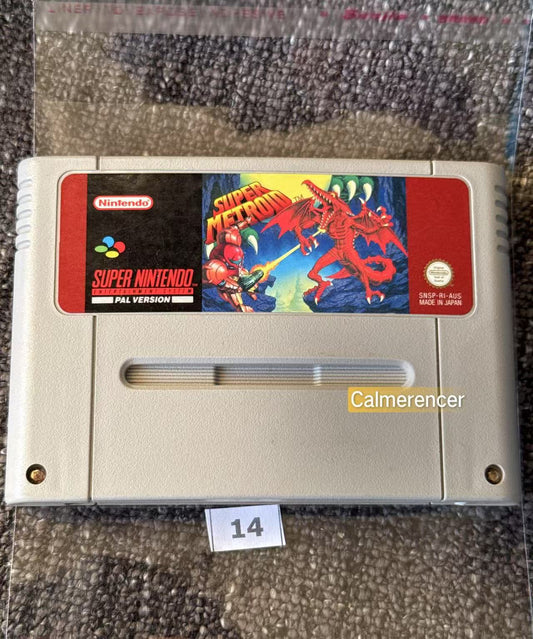 Nintendo
SUPER
METROID
SUPER NINTENDO
ENTERTAINMENT SYSTEM
PAL VERSION
SNSP-RI-AUS
MADE IN JAPAN
Calmerencer
14